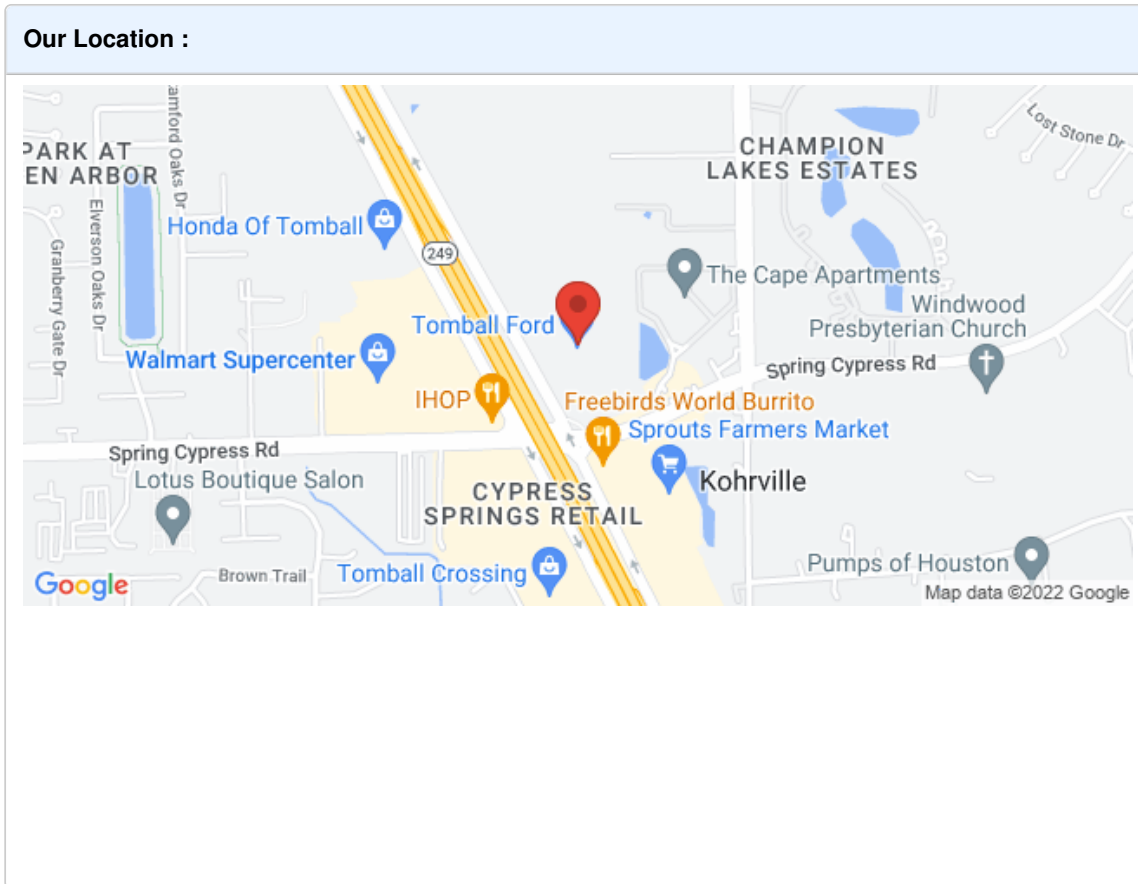 Our Location :
PARK AT
EN ARBOR
amford Oaks Dr
Elverson Oaks Dr
Granberry Gate Dr
Honda Of Tomball
249
CHAMPION
LAKES ESTATES
Lost Stone Dr
The Cape Apartments
Windwood
Presbyterian Church
Tomball Ford
Walmart Supercenter
Spring Cypress Rd
IHOP
Freebirds World Burrito
Sprouts Farmers Market
Spring Cypress Rd
Lotus Boutique Salon
Kohrville
CYPRESS
SPRINGS RETAIL
Pumps of Houston
Brown Trail
Tomball Crossing
Google
Map data ©2022 Google